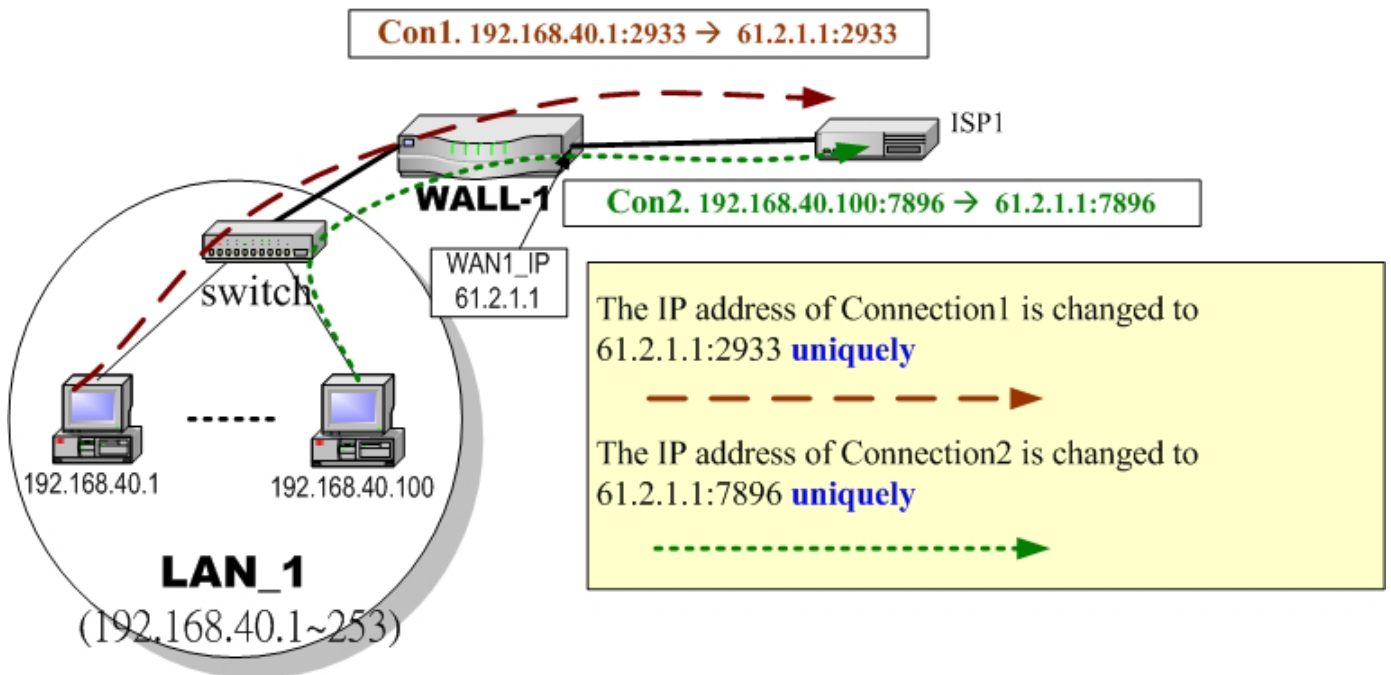 Con1. 192.168.40.1:2933 → 61.2.1.1:2933
ISP1
WALL-1
Con2. 192.168.40.100:7896 → 61.2.1.1:7896
switch
WAN1_IP
61.2.1.1
The IP address of Connection1 is changed to
61.2.1.1:2933 uniquely
The IP address of Connection2 is changed to
61.2.1.1:7896 uniquely
192.168.40.1
192.168.40.100
LAN_1
(192.168.40.1~253)